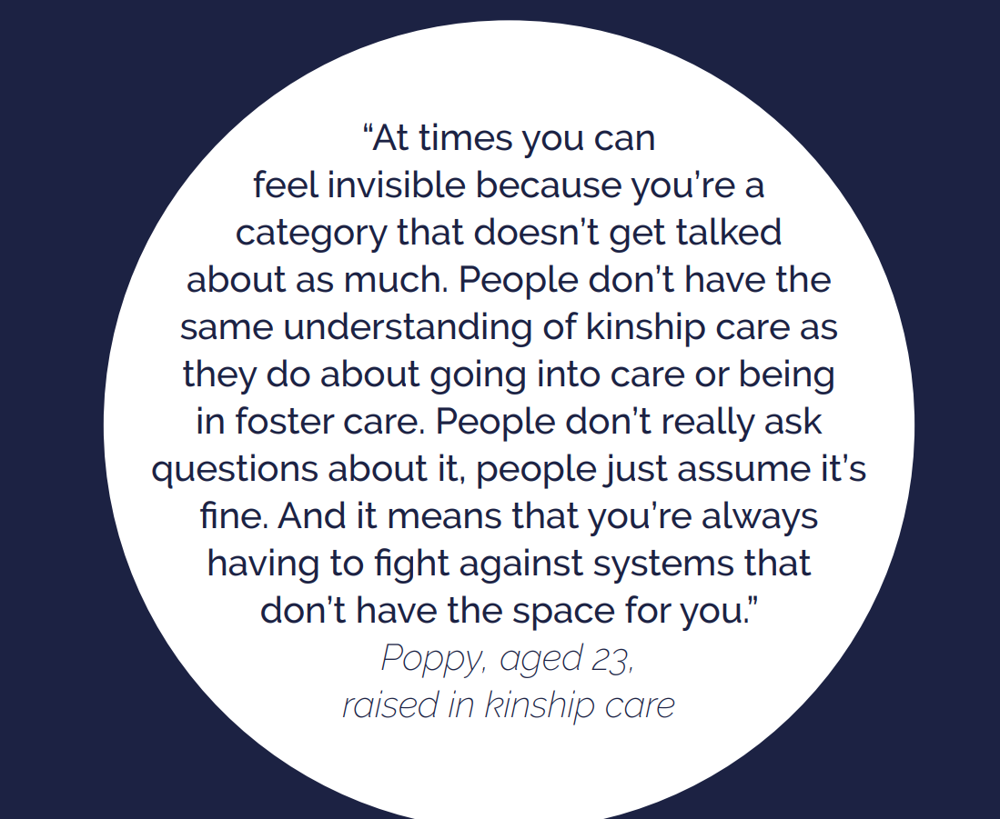 “At times you can
feel invisible because you’re a
category that doesn’t get talked
about as much. People don’t have the
same understanding of kinship care as
they do about going into care or being
in foster care. People don’t really ask
questions about it, people just assume it’s
fine. And it means that you’re always
having to fight against systems that
don’t have the space for you.”
Poppy, aged 23,
raised in kinship care